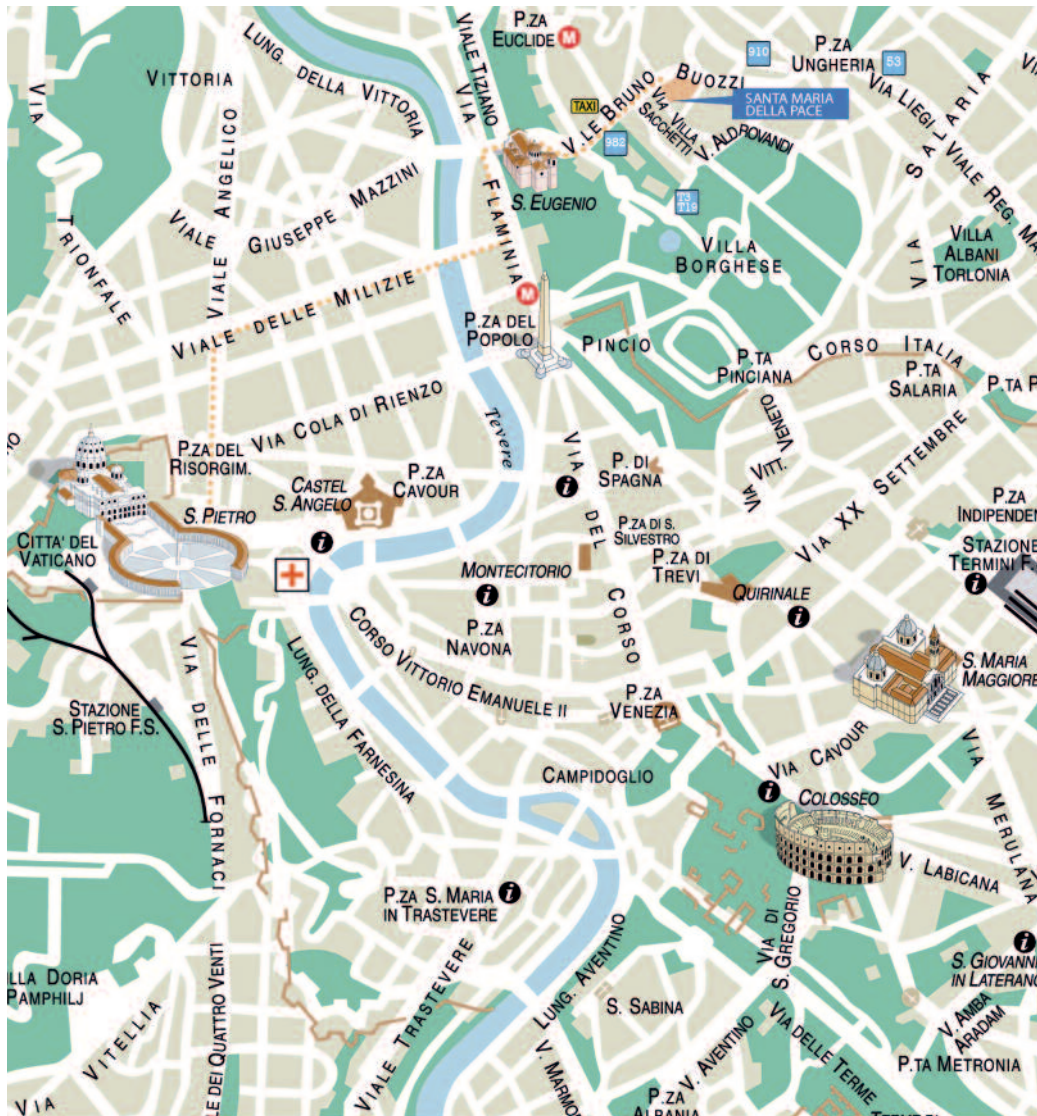 P.ZA
EUCLIDE
M
VIALE TIZIANO
VIA
FLAMINIA
LUNG. DELLA VITTORIA
VITTORIA
VIA
TRIONFALE
VIALE ANGELICO
VIALE
GIUSEPPE MAZZINI
VIALE DELLE MILIZIE
910
P.ZA
UNGHERIA
53
VIA LIEGI
VIALE REG. MA
VIA SALARIA
V.LE BRUNO BUOZZI
TAXI
982
VIA VILLA
SACCHETTI
SANTA MARIA
DELLA PACE
V. ALDROVANDI
T3
T19
S. EUGENIO
VILLA
BORGHESE
VILLA
ALBANI
TORLONIA
M
P.ZA DEL
POPOLO
PINCIO
P.TA
PINCIANA
CORSO ITALIA
P.TA
SALARIA
P.TA P
VIA COLA DI RIENZO
Tevere
P.ZA DEL
RISORGIM.
S. PIETRO
CITTA' DEL
VATICANO
CASTEL
S. ANGELO
P.ZA
CAVOUR
i
VIA DEL CORSO
i
P. DI
SPAGNA
VIA VITT. VENETO
VIA XX SETTEMBRE
P.ZA
INDIPENDEN
STAZIONE
TERMINI F.
i
P.ZA DI S.
SILVESTRO
P.ZA DI
TREVI
MONTECITORIO
i
QUIRINALE
i
P.ZA
NAVONA
CORSO VITTORIO EMANUELE II
LUNG. DELLA FARNESINA
VIA DELLE FORNACI
STAZIONE
S. PIETRO F.S.
P.ZA
VENEZIA
S. MARIA
MAGGIORE
VIA CAVOUR
VIA MERULANA
CAMPIDOGLIO
i
COLOSSEO
V. LABICANA
P.ZA S. MARIA
IN TRASTEVERE
i
VIA DI
S. GREGORIO
i
S. GIOVANNI
IN LATERANO
LLA DORIA
PAMPHILJ
VITELLIA
VIA
LE DEI QUATTRO VENTI
VIALE TRASTEVERE
LUNG. AVENTINO
S. SABINA
V. MARMO
V. AVENTINO
P.ZA
ALBANIA
VIA DELLE TERME
V. AMBA
ARADAM
P.TA METRONIA